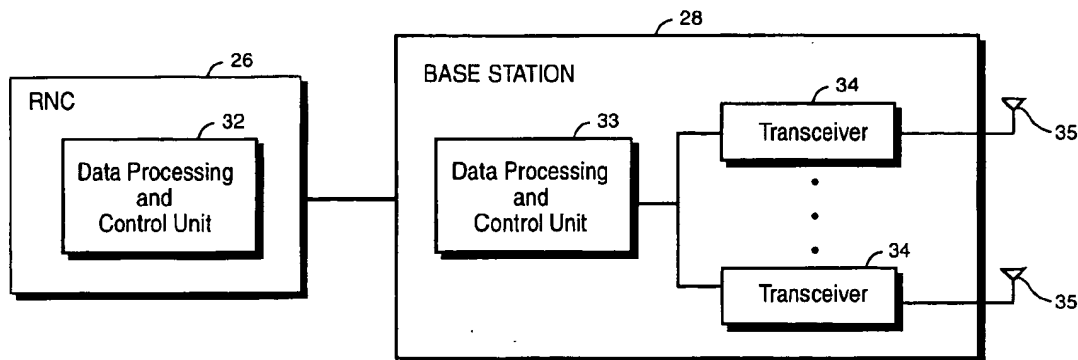 28
26
RNC
32
Data Processing
and
Control Unit
BASE STATION
33
Data Processing
and
Control Unit
34
Transceiver
35
34
Transceiver
35